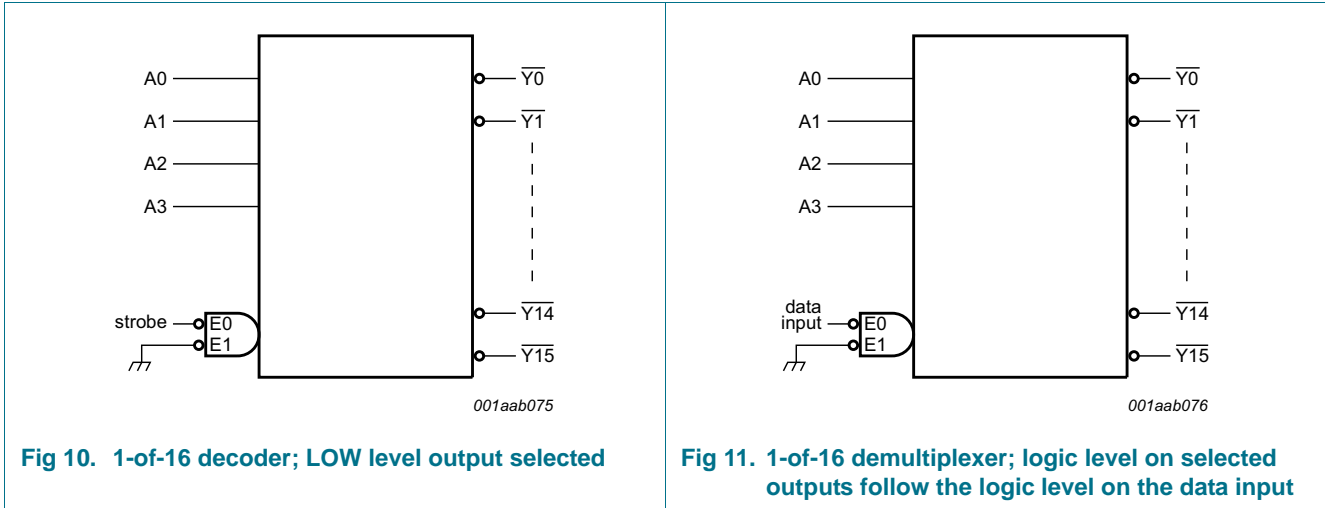 A0
A1
A2
A3
strobe
E0
E1
Y0
Y1
Y14
Y15
001aab075
Fig 10. 1-of-16 decoder; LOW level output selected
A0
A1
A2
A3
data
input
E0
E1
Y0
Y1
Y14
Y15
001aab076
Fig 11. 1-of-16 demultiplexer; logic level on selected
outputs follow the logic level on the data input